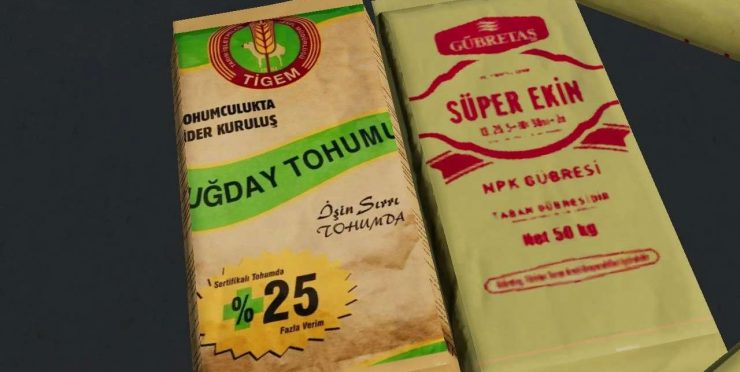 TİGEM
OHUMCULUKTA
İDER KURULUŞ
UĞDAY TOHUMU
İşin Sırrı
TOHUMDA
Sertifikalı Tohumda
%25
Fazla Verim
GÜBRETAŞ
SÜPER EKİN
NPK GÜBRESİ
TABAN GÜBRESİDİR
Net 50 kg